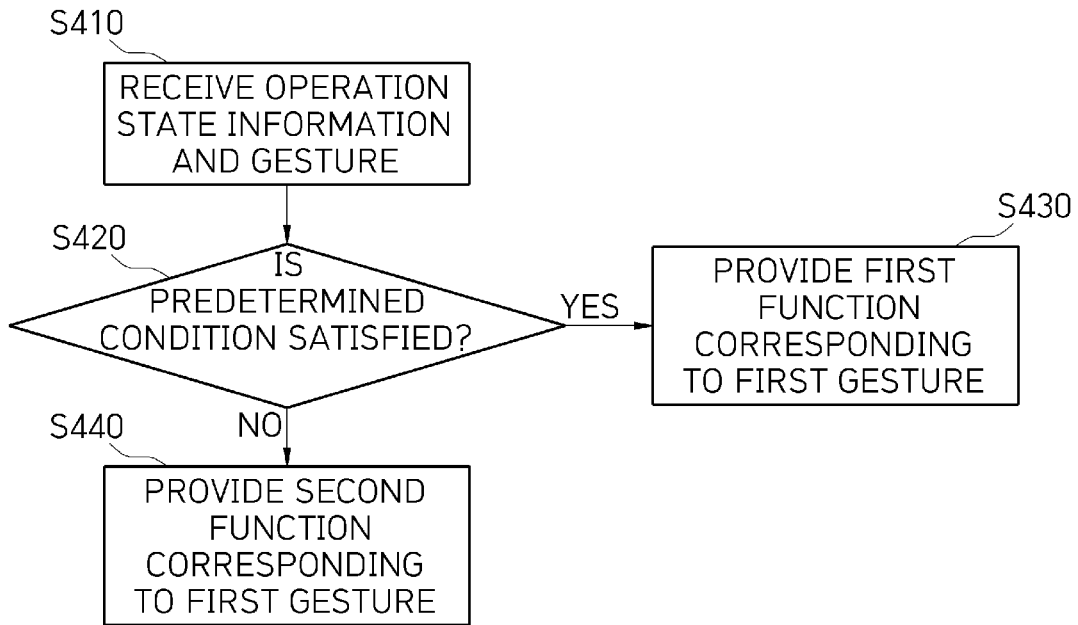 S410
RECEIVE OPERATION
STATE INFORMATION
AND GESTURE
S420
IS
PREDETERMINED
CONDITION SATISFIED?
YES
S430
PROVIDE FIRST
FUNCTION
CORRESPONDING
TO FIRST GESTURE
NO
S440
PROVIDE SECOND
FUNCTION
CORRESPONDING
TO FIRST GESTURE